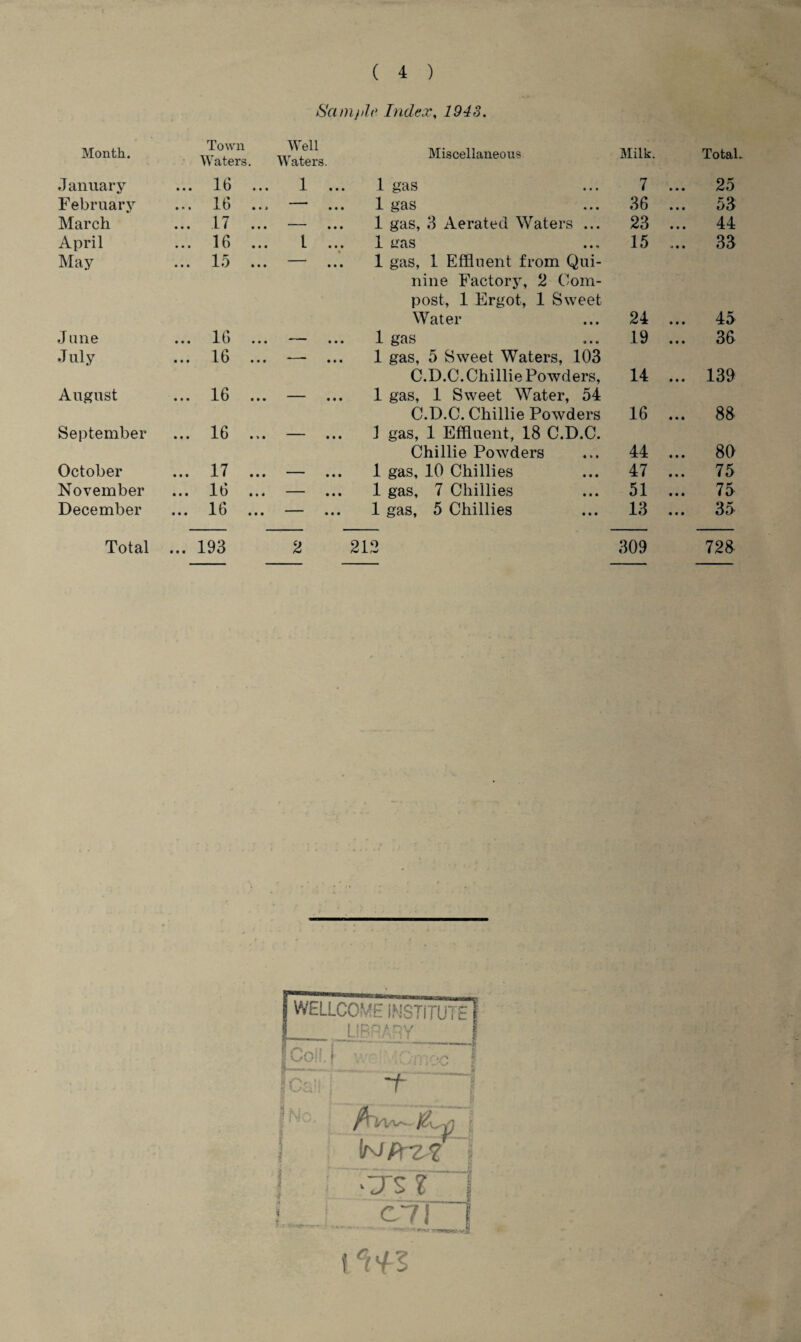 ( 4 )
Sample Index, 1943.
Month. Town Waters. Well Waters. Miscellaneous Milk. Total.
January ... 16 ... 1 ... 1 gas ... 7 ... 25
February ... 16 ... — ... 1 gas ... 36 ... 53
March ... 17 ... — ... 1 gas, 3 Aerated Waters ... 23 ... 44
April ... 16 ... 1 ... 1 gas ... 15 ... 33
May ... 15 ... — ... 1 gas, 1 Effluent from Qui-
nine Factory, 2 Com-
post, 1 Ergot, 1 Sweet
Water ... 24 ... 45
June ... 16 ... — ... 1 gas ... 19 ... 36
July ... 16 ... — ... 1 gas, 5 Sweet Waters, 103
C.D.C. Chillie Powders, 14 ... 139
August ... 16 ... — ... 1 gas, 1 Sweet Water, 54
C.D.C. Chillie Powders 16 ... 88
September ... 16 ... — ... 1 gas, 1 Effluent, 18 C.D.C.
Chillie Powders ... 44 ... 80
October ... 17 ... — ... 1 gas, 10 Chillies ... 47 ... 75
November ... 16 ... — ... 1 gas, 7 Chillies ... 51 ... 75
December ... 16 ... — ... 1 gas, 5 Chillies ... 13 ... 35
Total ... 193 2 212 309 728
WELLCOME INSTITUTE
LIBRARY
Coll. welMOmec
Call +
No. Ann Rep
WA28
.JS7
C71
1943